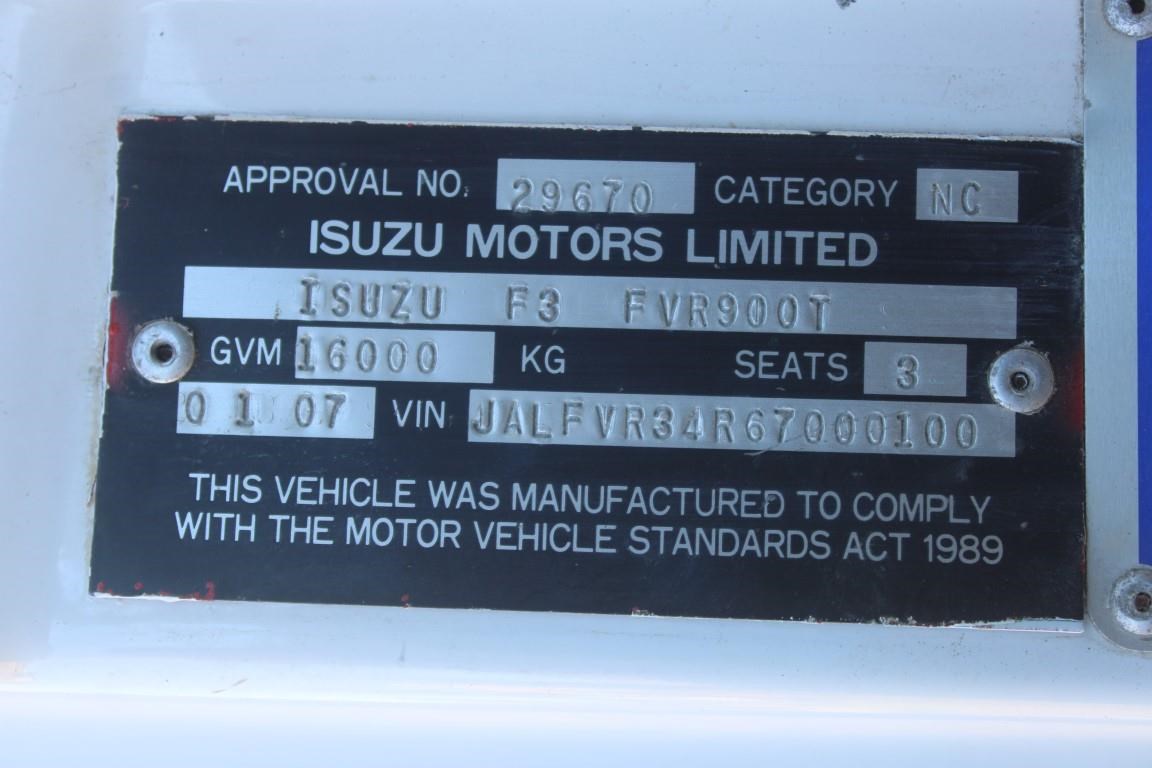 APPROVAL NO. 29670 CATEGORY NC
ISUZU MOTORS LIMITED
ISUZU F3 FVR900T
GVM 16000 KG SEATS 3
01 07 VIN JALFVR34R67000100
THIS VEHICLE WAS MANUFACTURED TO COMPLY
WITH THE MOTOR VEHICLE STANDARDS ACT 1989